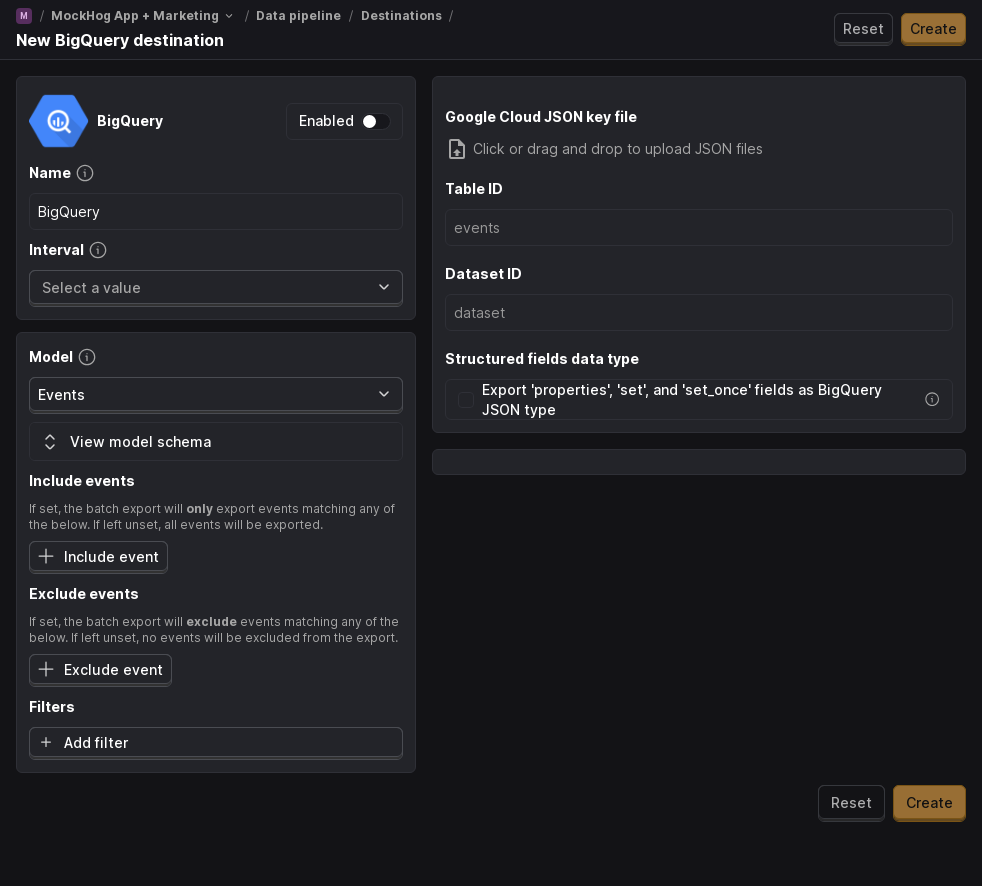 M / MockHog App + Marketing / Data pipeline / Destinations /
New BigQuery destination
Reset
Create
BigQuery
Enabled
Name
BigQuery
Interval
Select a value
Model
Events
View model schema
Include events
If set, the batch export will only export events matching any of
the below. If left unset, all events will be exported.
Include event
Exclude events
If set, the batch export will exclude events matching any of the
below. If left unset, no events will be excluded from the export.
Exclude event
Filters
Add filter
Google Cloud JSON key file
Click or drag and drop to upload JSON files
Table ID
events
Dataset ID
dataset
Structured fields data type
Export 'properties', 'set', and 'set_once' fields as BigQuery
JSON type
Reset
Create